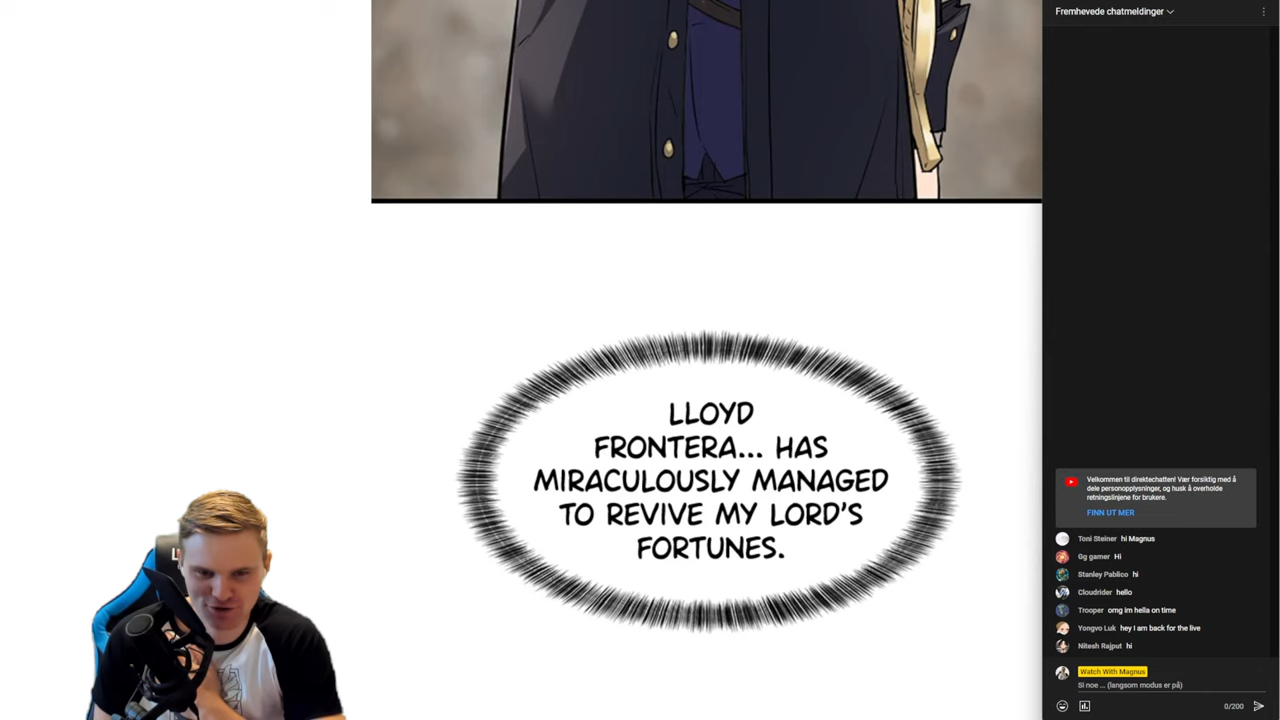 Fremhevede chatmeldinger
LLOYD
FRONTERA... HAS
MIRACULOUSLY MANAGED
TO REVIVE MY LORD'S
FORTUNES.
Velkommen til direktechatten! Vær forsiktig med å
dele personopplysninger, og husk å overholde
retningslinjene for brukere.
FINN UT MER
Toni Steiner hi Magnus
Gg gamer Hi
Stanley Pablico hi
Cloudrider hello
Trooper omg im hella on time
Yongvo Luk hey I am back for the live
Nitesh Rajput hi
Watch With Magnus
Si noe ... (langsom modus er på)
0/200